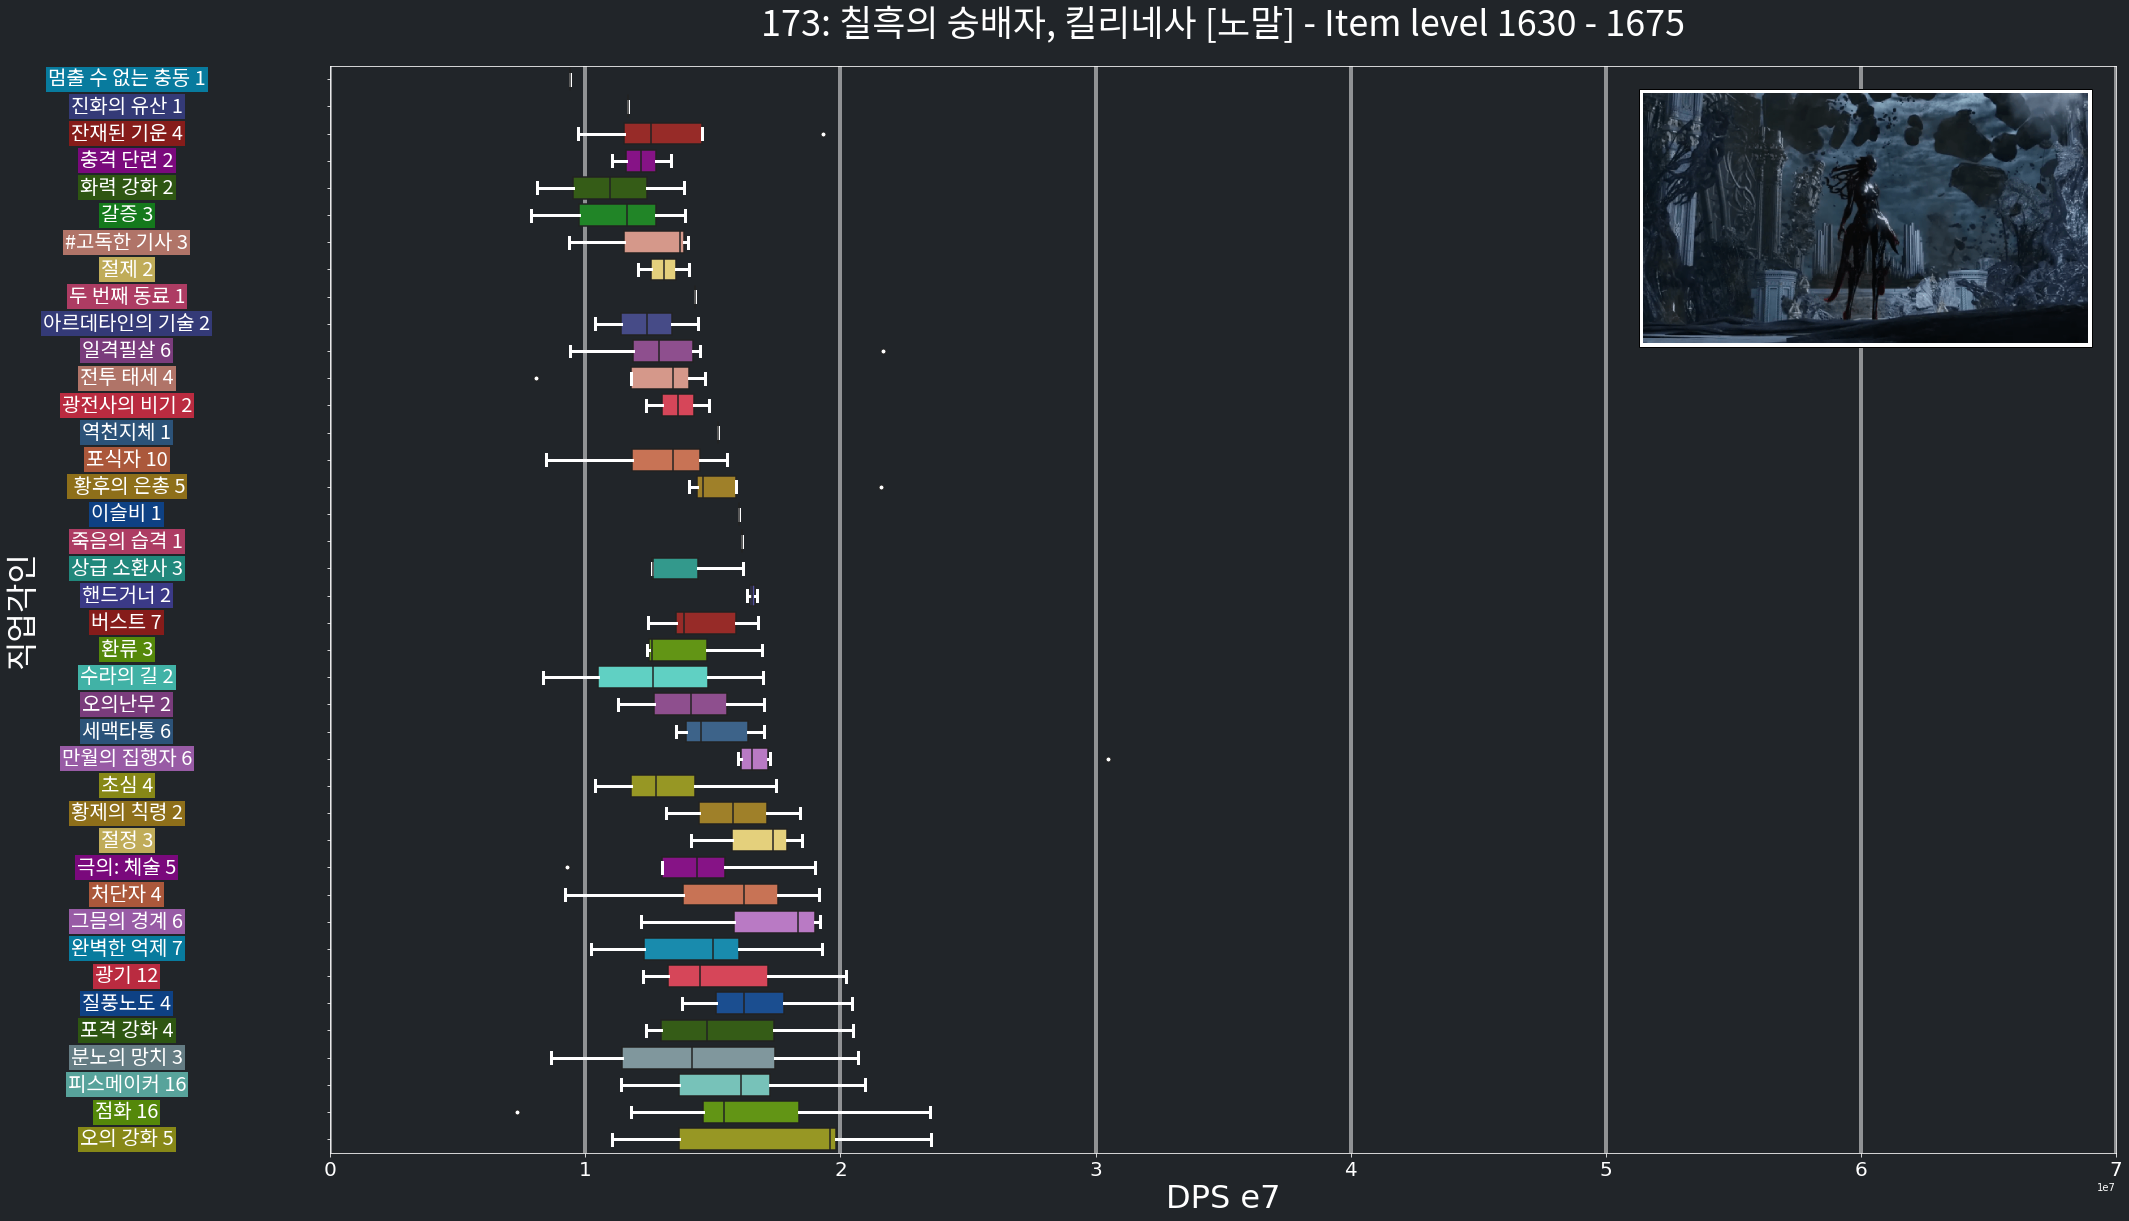 173: 칠흑의 숭배자, 킬리네사 [노말] - Item level 1630 - 1675
멈출 수 없는 충동 1
진화의 유산 1
잔재된 기운 4
충격 단련 2
화력 강화 2
갈증 3
#고독한 기사 3
절제 2
두 번째 동료 1
아르데타인의 기술 2
일격필살 6
전투 태세 4
광전사의 비기 2
역천지체 1
포식자 10
황후의 은총 5
이슬비 1
죽음의 습격 1
상급 소환사 3
핸드거너 2
버스트 7
환류 3
수라의 길 2
오의난무 2
세맥타통 6
만월의 집행자 6
초심 4
황제의 칙령 2
절정 3
극의: 체술 5
처단자 4
그믐의 경계 6
완벽한 억제 7
광기 12
질풍노도 4
포격 강화 4
분노의 망치 3
피스메이커 16
점화 16
오의 강화 5
직업각인
0 1 2 3 4 5 6 7
1e7
DPS e7